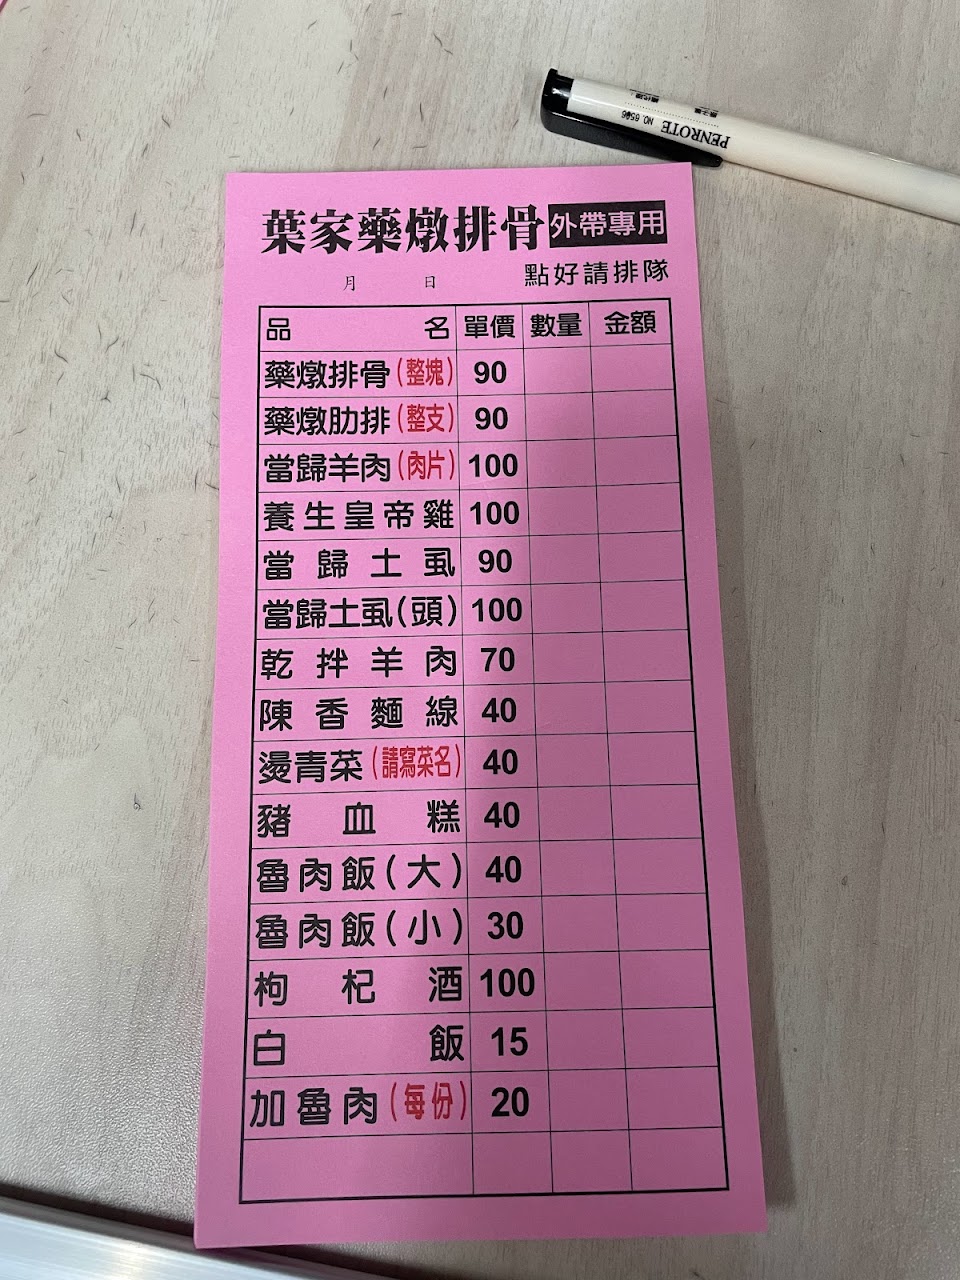 PENROTE NO. 6506
葉家藥燉排骨 外帶專用
月 日 點好請排隊
品名 單價 數量 金額
藥燉排骨(整塊) 90
藥燉肋排(整支) 90
當歸羊肉(肉片) 100
養生皇帝雞 100
當歸土虱 90
當歸土虱(頭) 100
乾拌羊肉 70
陳香麵線 40
燙青菜(請寫菜名) 40
豬血糕 40
魯肉飯(大) 40
魯肉飯(小) 30
枸杞酒 100
白飯 15
加魯肉(每份) 20